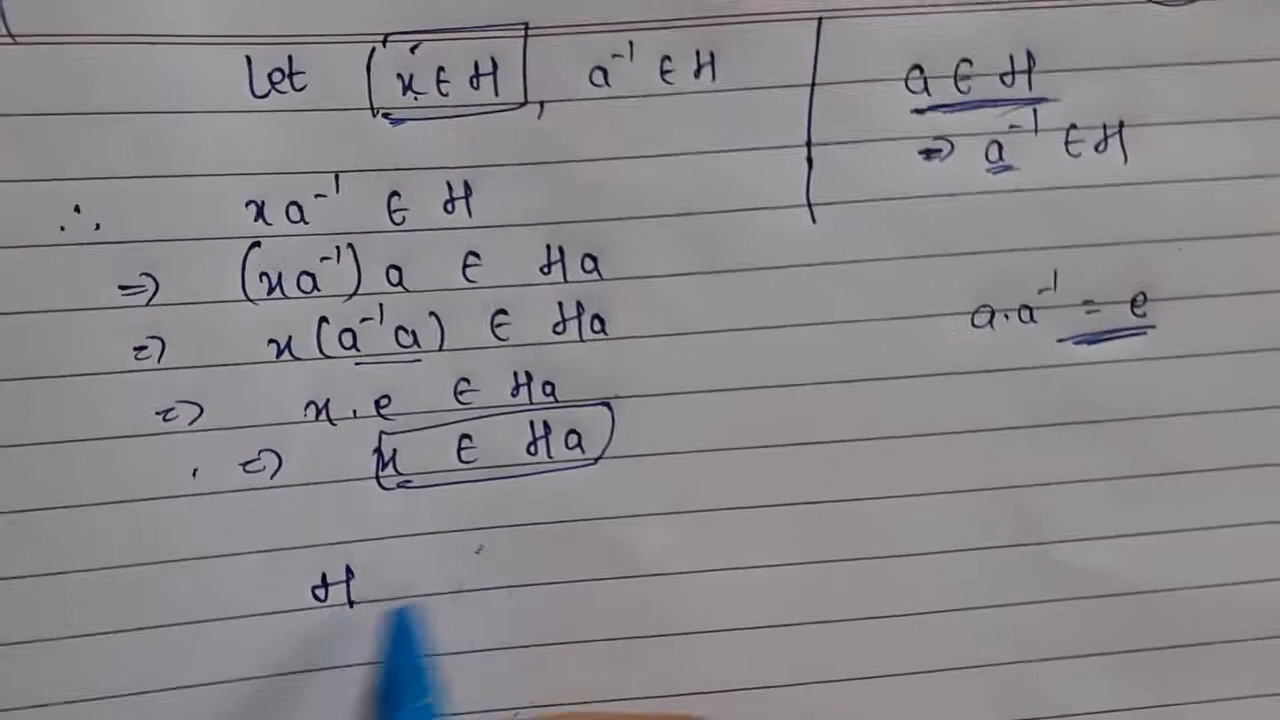 Let x ∈ H, a⁻¹ ∈ H
∴ xa⁻¹ ∈ H
⇒ (xa⁻¹) a ∈ Ha
⇒ x(a⁻¹a) ∈ Ha
⇒ x.e ∈ Ha
⇒ x ∈ Ha
H
a ∈ H
⇒ a⁻¹ ∈ H
a.a⁻¹ = e